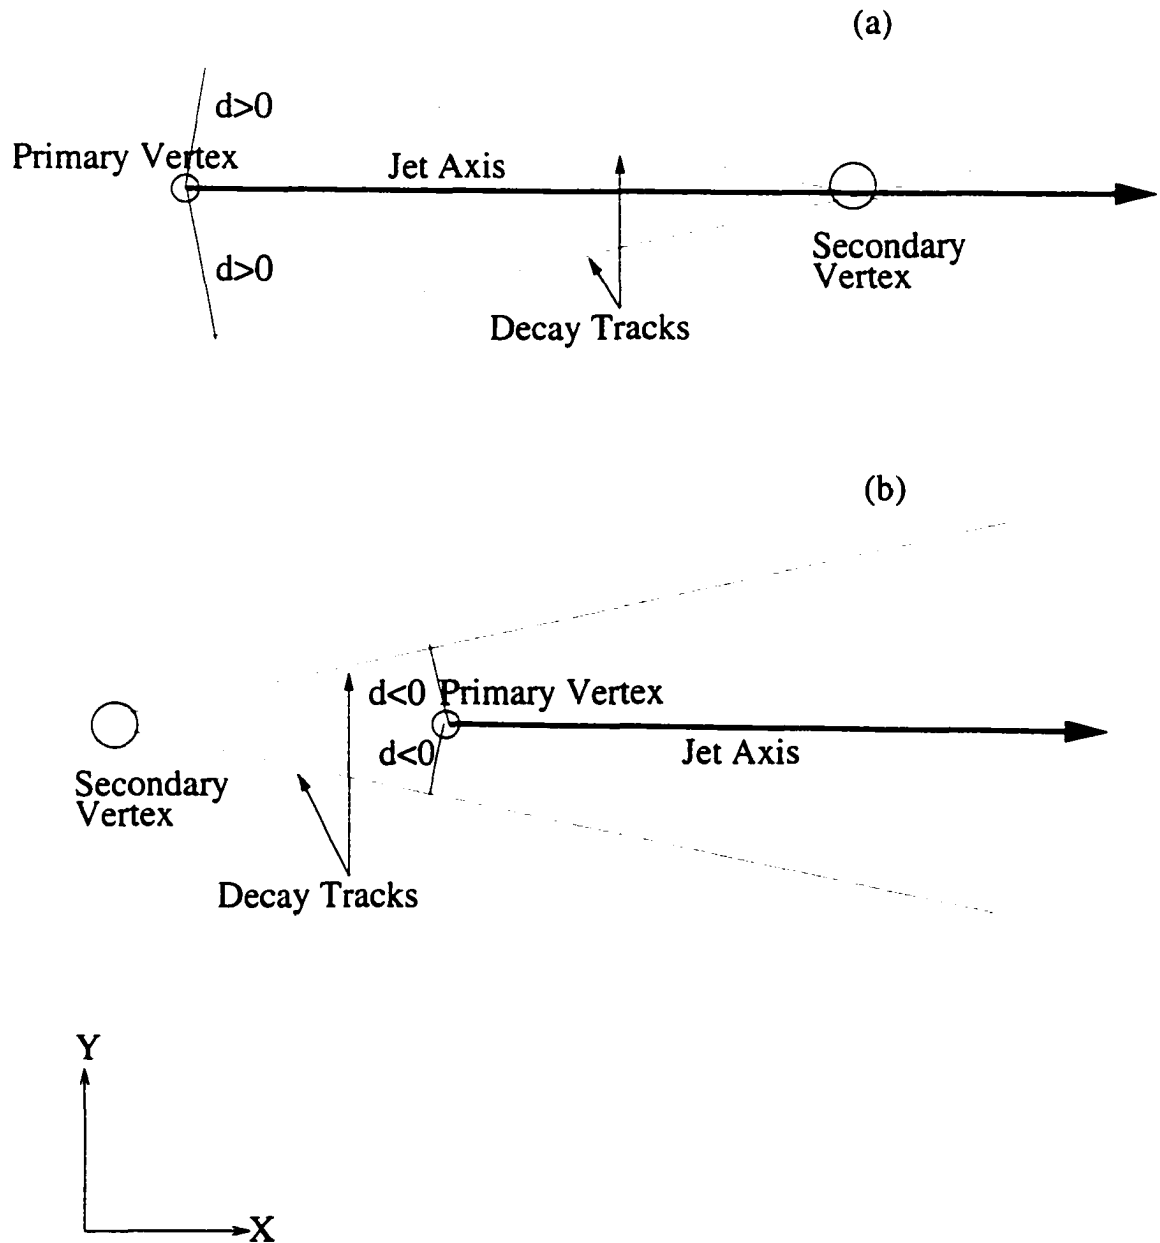 (a)
d>0
Primary Vertex
Jet Axis
d>0
Secondary
Vertex
Decay Tracks
(b)
d<0 Primary Vertex
d<0
Jet Axis
Secondary
Vertex
Decay Tracks
Y
X